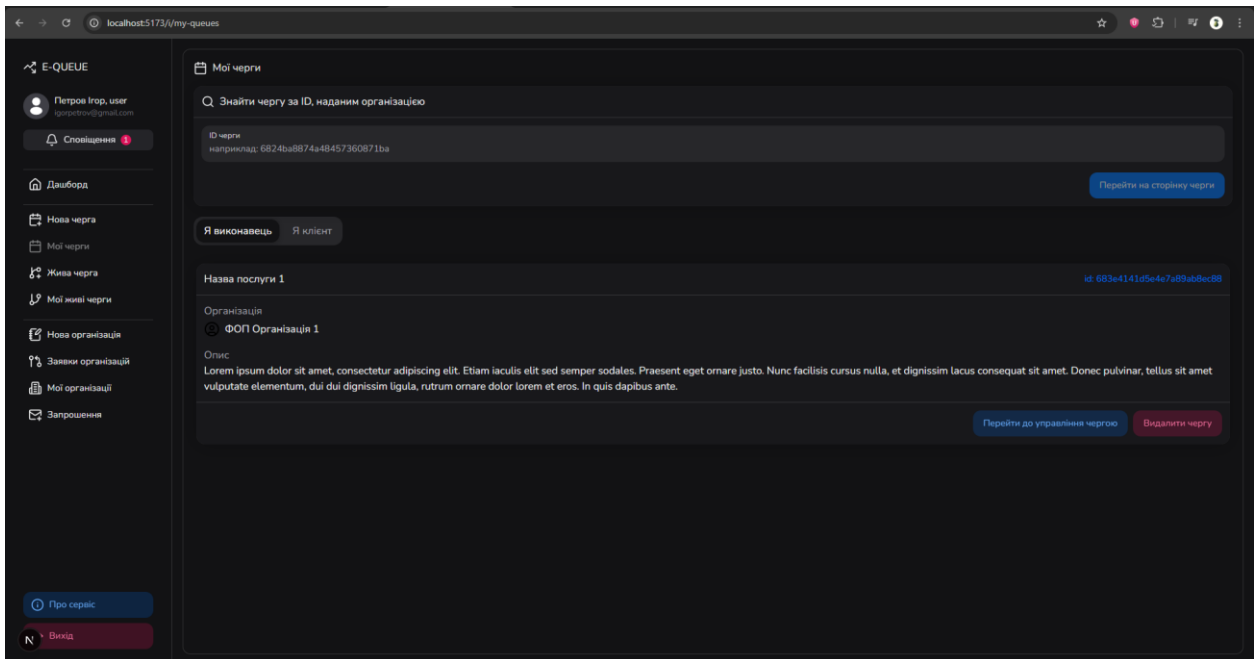 localhost:5173/i/my-queues
E-QUEUE
Петров Ігор, user
igorpetrov@gmail.com
Сповіщення 1
Дашборд
Нова черга
Мої черги
Жива черга
Мої живі черги
Нова організація
Заявки організацій
Мої організації
Запрошення
Про сервіс
N
Вихід
Мої черги
Знайти чергу за ID, наданим організацією
ID черги
наприклад: 6824ba8874a48457360871ba
Перейти на сторінку черги
Я виконавець Я клієнт
Назва послуги 1 id: 683e4141d5e4e7a89ab8ec88
Організація
ФОП Організація 1
Опис
Lorem ipsum dolor sit amet, consectetur adipiscing elit. Etiam iaculis elit sed semper sodales. Praesent eget ornare justo. Nunc facilisis cursus nulla, et dignissim lacus consequat sit amet. Donec pulvinar, tellus sit amet
vulputate elementum, dui dui dignissim ligula, rutrum ornare dolor lorem et eros. In quis dapibus ante.
Перейти до управління чергою Видалити чергу